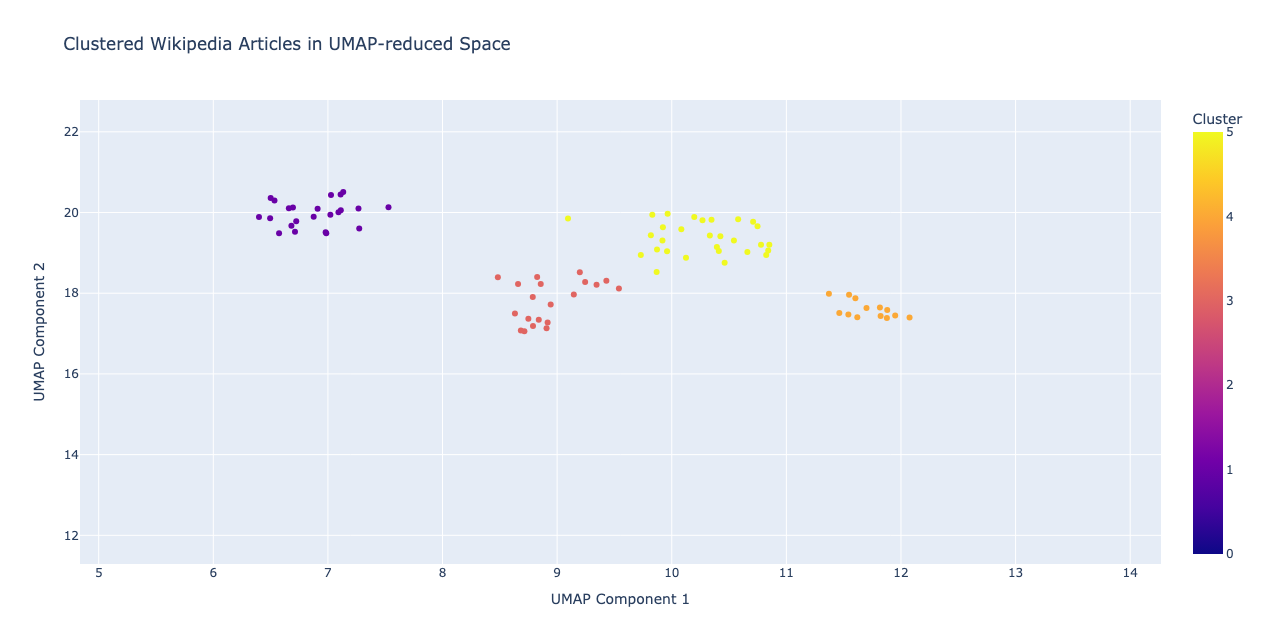 Clustered Wikipedia Articles in UMAP-reduced Space
Cluster
5
4
3
2
1
0
UMAP Component 2
22
20
18
16
14
12
5 6 7 8 9 10 11 12 13 14
UMAP Component 1